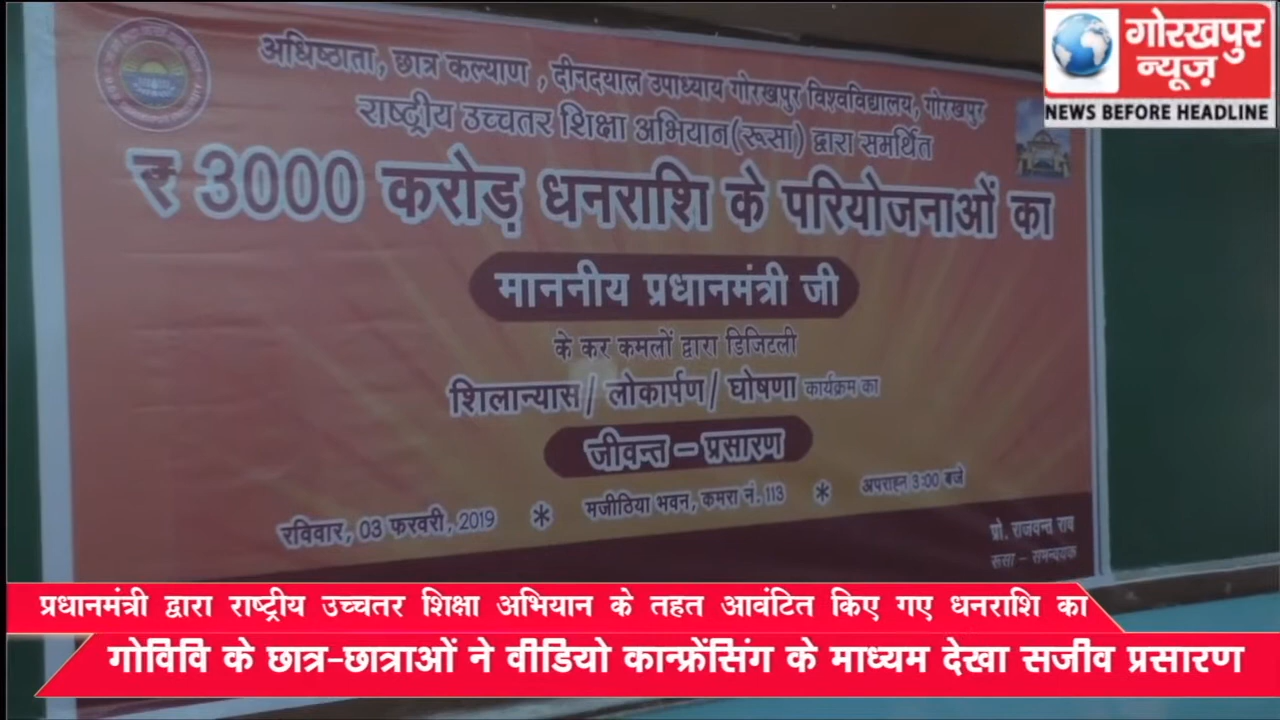 गोरखपुर
न्यूज़
NEWS BEFORE HEADLINE
अधिष्ठाता, छात्र कल्याण , दीनदयाल उपाध्याय गोरखपुर विश्वविद्यालय, गोरखपुर
राष्ट्रीय उच्चतर शिक्षा अभियान(रूसा) द्वारा समर्थित
₹ 3000 करोड़ धनराशि के परियोजनाओं का
माननीय प्रधानमंत्री जी
के कर कमलों द्वारा डिजिटली
शिलान्यास/ लोकार्पण/ घोषणा कार्यक्रम का
जीवन्त - प्रसारण
रविवार, 03 फरवरी, 2019 * मजीठिया भवन, कमरा नं. 113 * अपराह्न 3:00 बजे
प्रो. राजवन्त राव
रूसा - समन्वयक
प्रधानमंत्री द्वारा राष्ट्रीय उच्चतर शिक्षा अभियान के तहत आवंटित किए गए धनराशि का
गोविवि के छात्र-छात्राओं ने वीडियो कान्फ्रेंसिंग के माध्यम देखा सजीव प्रसारण